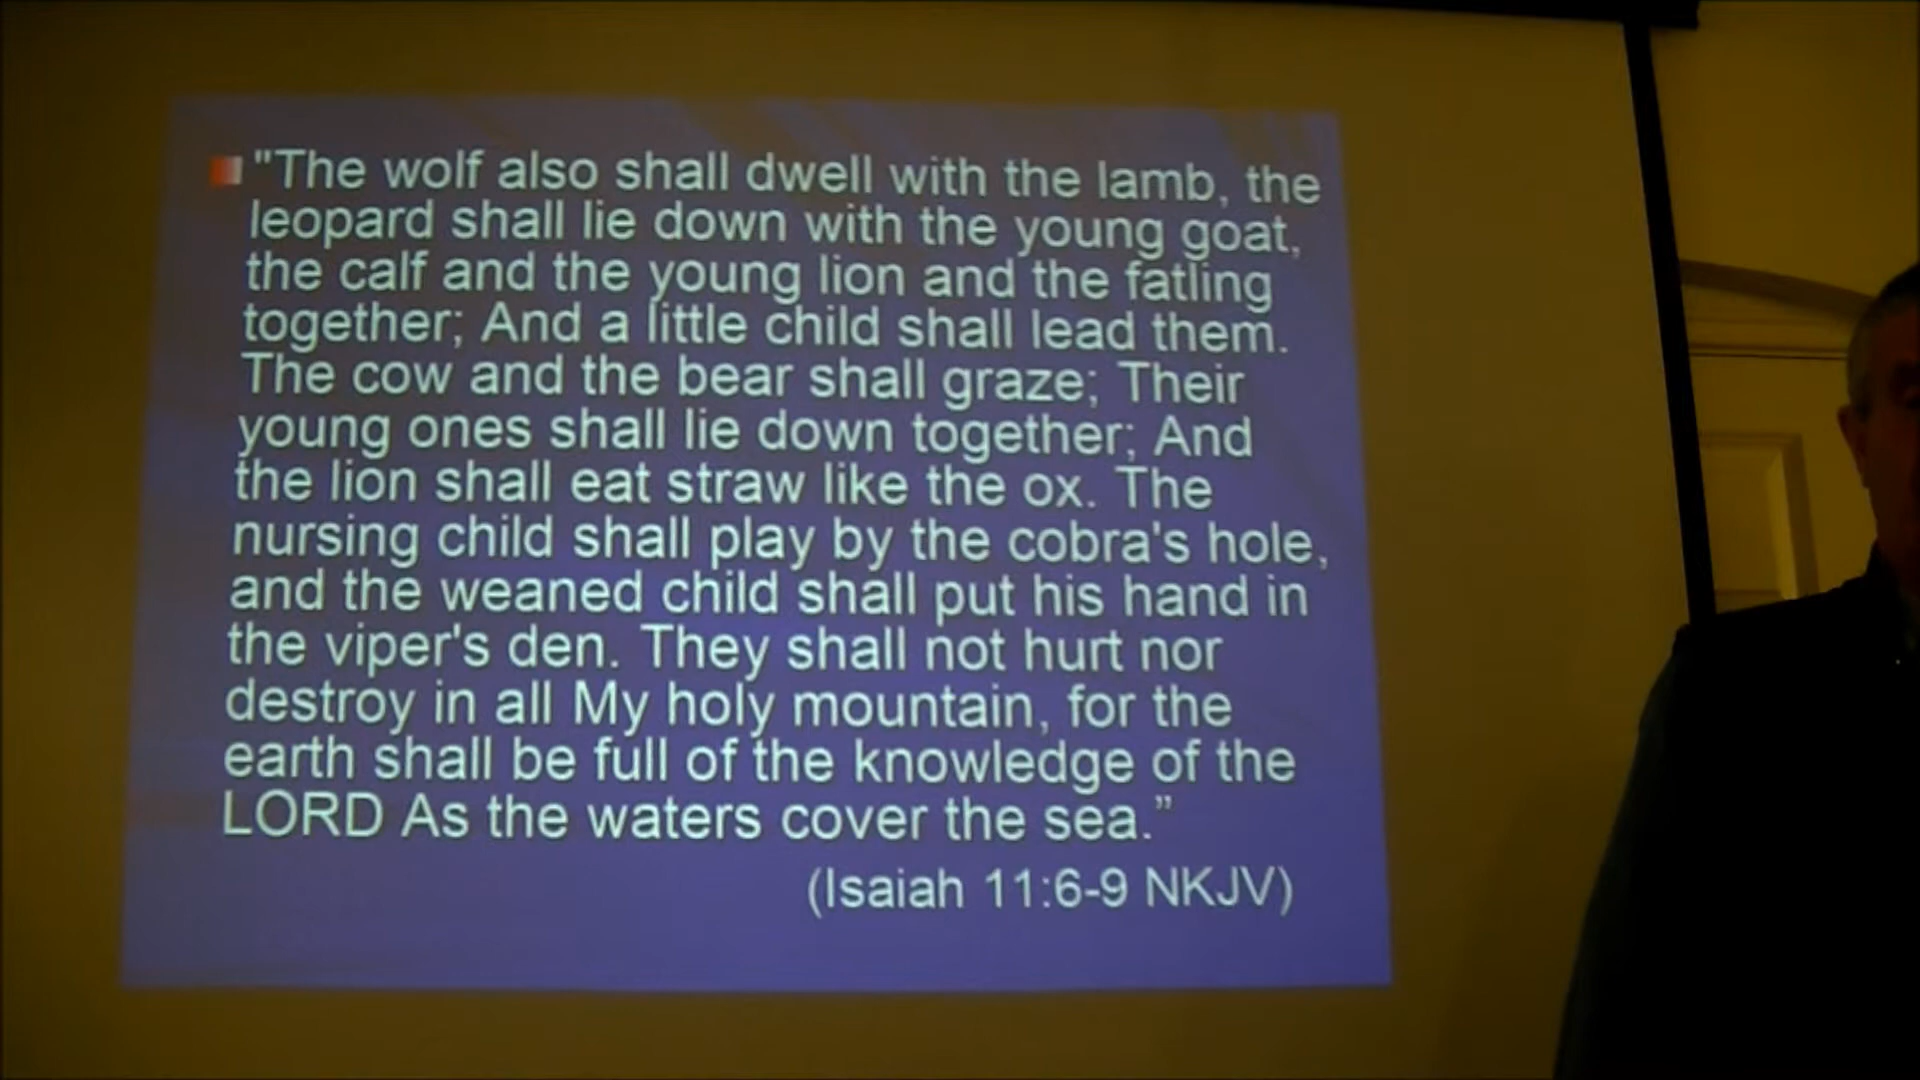 "The wolf also shall dwell with the lamb, the
leopard shall lie down with the young goat,
the calf and the young lion and the fatling
together; And a little child shall lead them.
The cow and the bear shall graze; Their
young ones shall lie down together; And
the lion shall eat straw like the ox. The
nursing child shall play by the cobra's hole,
and the weaned child shall put his hand in
the viper's den. They shall not hurt nor
destroy in all My holy mountain, for the
earth shall be full of the knowledge of the
LORD As the waters cover the sea.”
(Isaiah 11:6-9 NKJV)